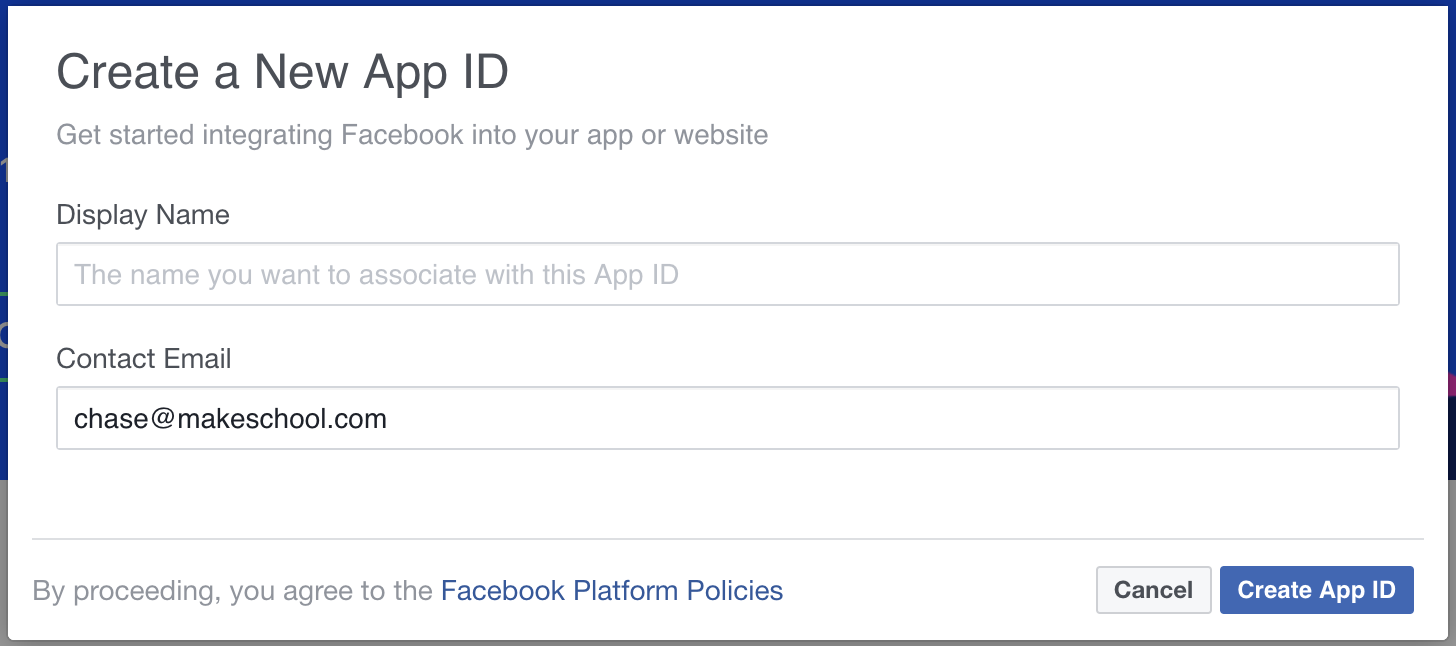 Create a New App ID
Get started integrating Facebook into your app or website
Display Name
The name you want to associate with this App ID
Contact Email
chase@makeschool.com
By proceeding, you agree to the Facebook Platform Policies
Cancel
Create App ID